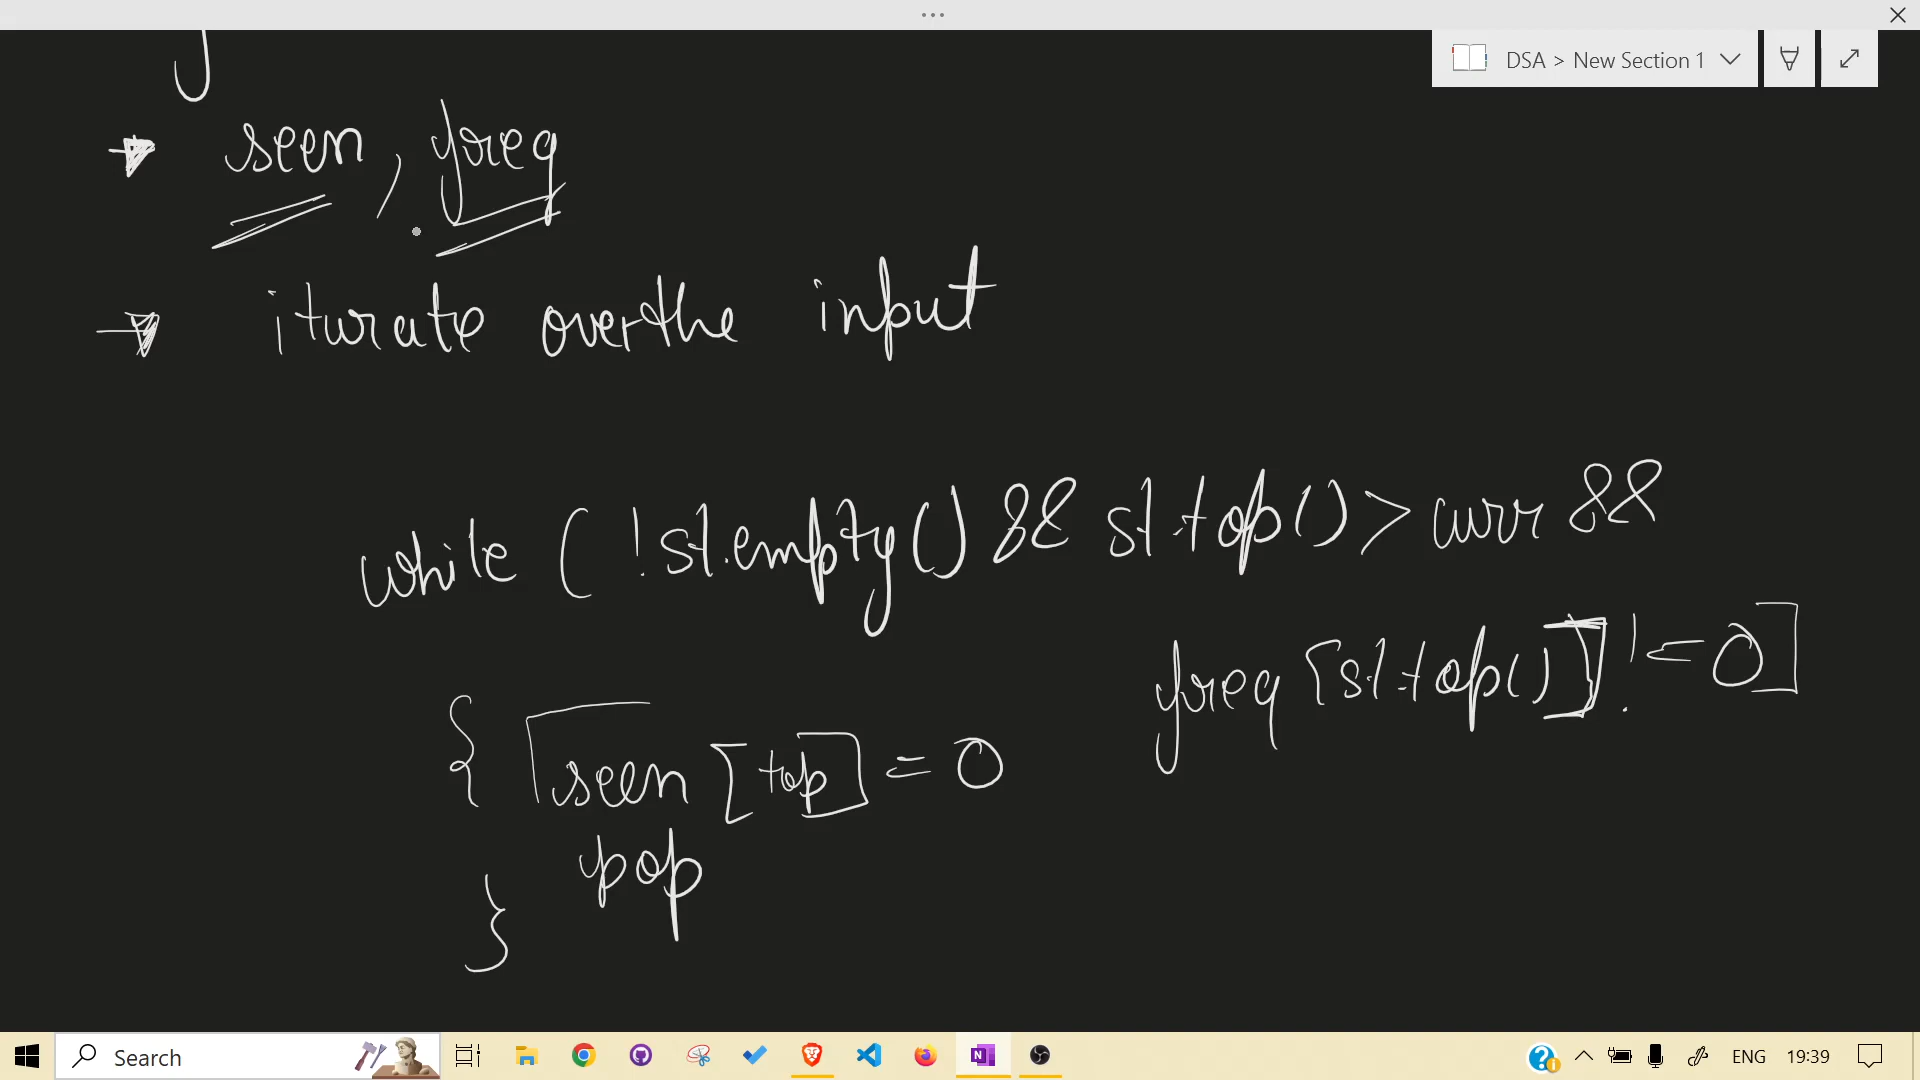 DSA > New Section 1
seen, freq
iterate over the input
while ( !st.empty() && st.top() > curr &&
freq[st.top()] != 0]
{ seen [top] = 0
pop
}
Search
ENG 19:39